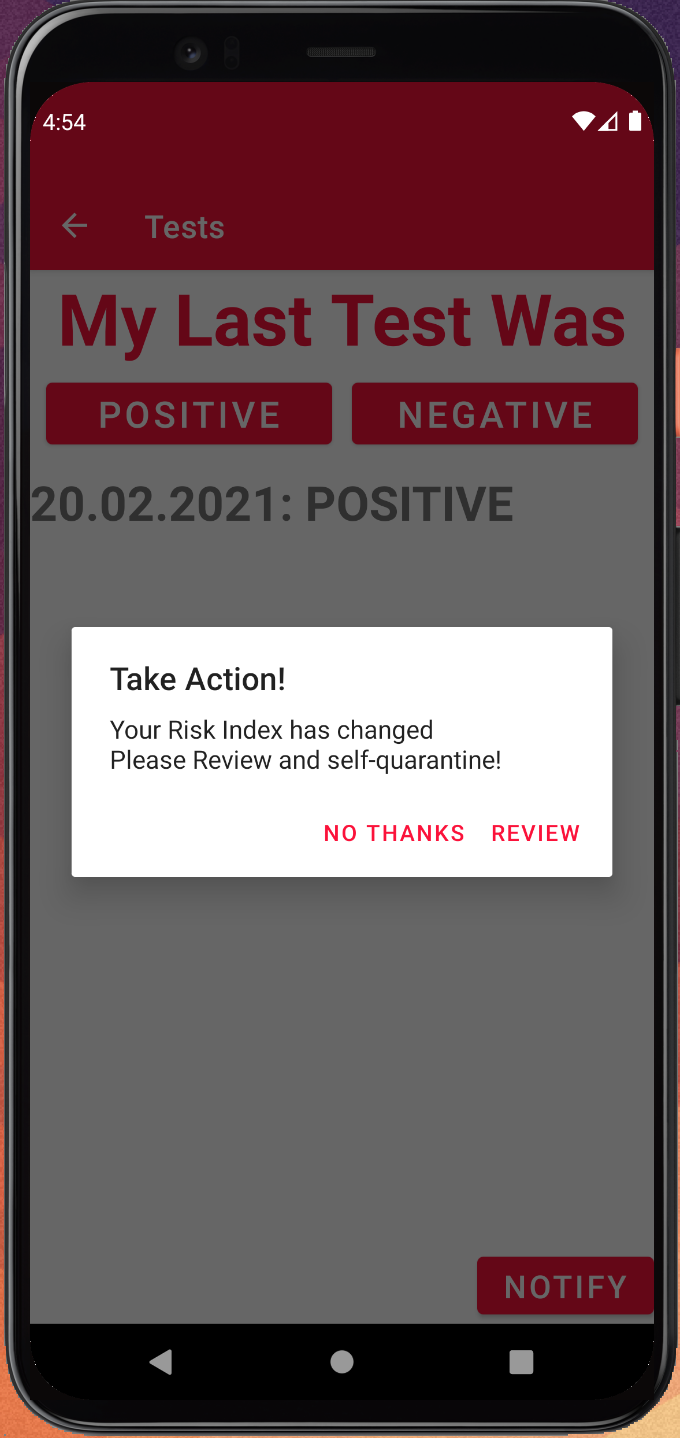 4:54
Tests
My Last Test Was
POSITIVE NEGATIVE
20.02.2021: POSITIVE
Take Action!
Your Risk Index has changed
Please Review and self-quarantine!
NO THANKS REVIEW
NOTIFY